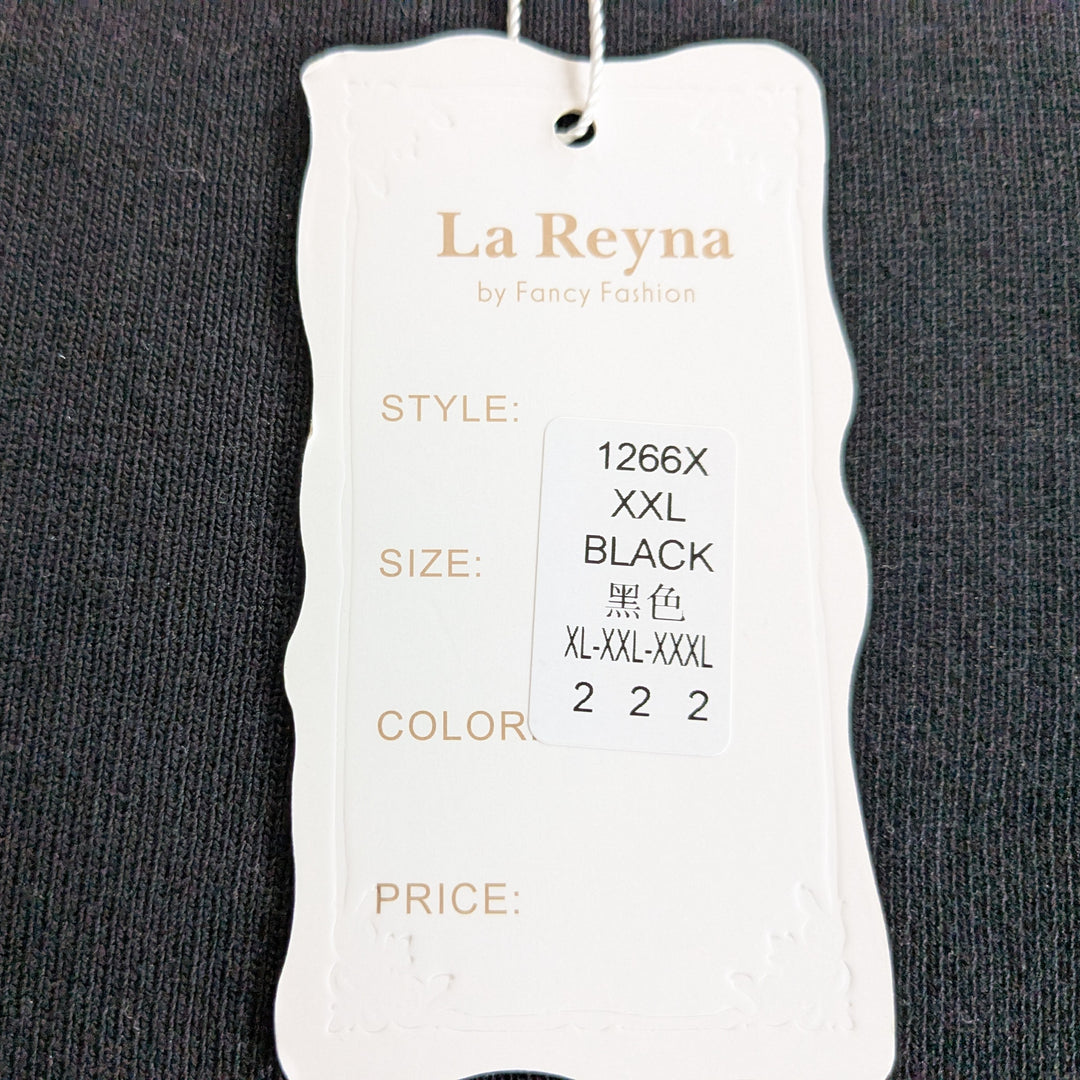 La Reyna
by Fancy Fashion
STYLE:
1266X
XXL
BLACK
黑色
XL-XXL-XXXL
2 2 2
SIZE:
COLOR:
PRICE: